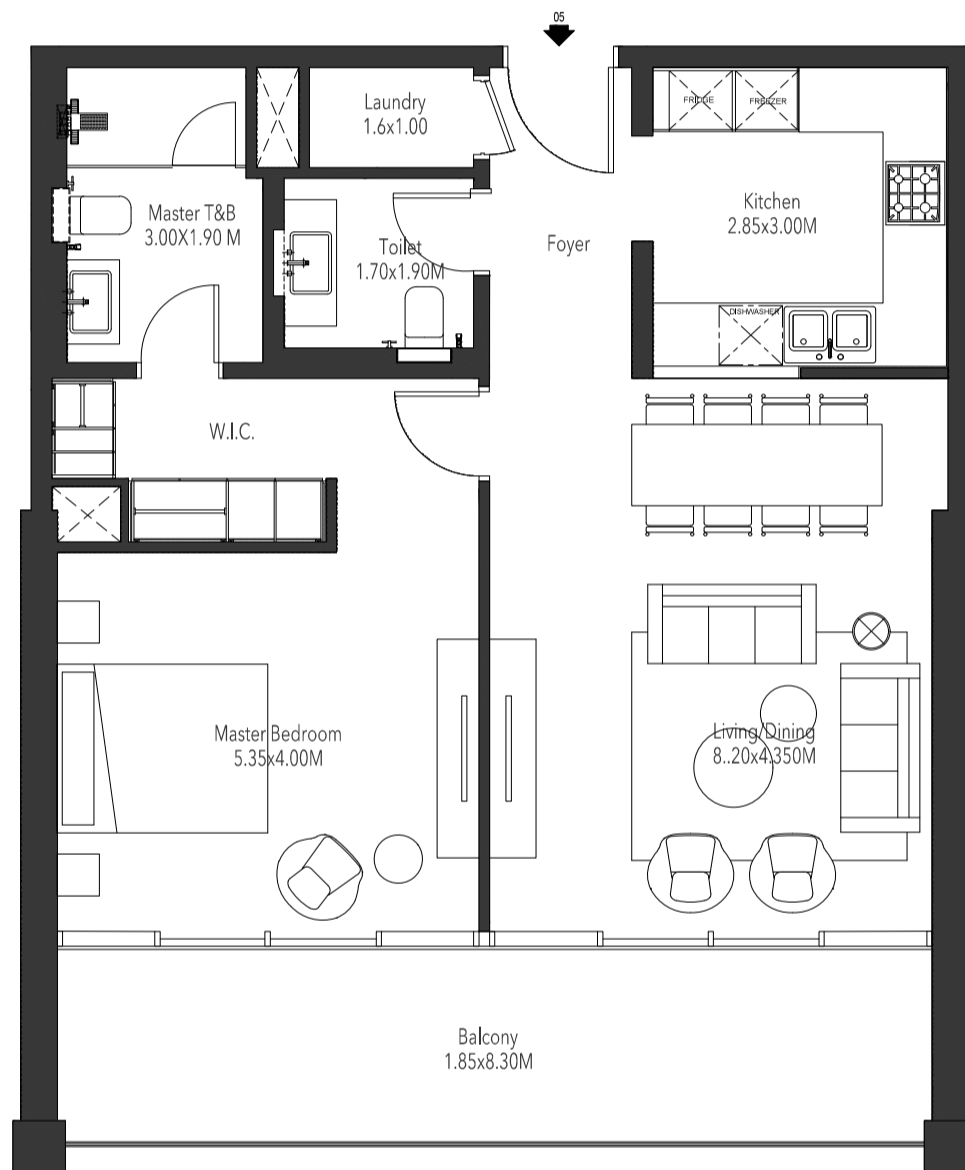 05
Laundry
1.6x1.00
FRIDGE
FREEZER
Master T&B
3.00X1.90 M
Toilet
1.70x1.90M
Foyer
Kitchen
2.85x3.00M
DISHWASHER
W.I.C.
Master Bedroom
5.35x4.00M
Living/Dining
8..20x4.350M
Balcony
1.85x8.30M